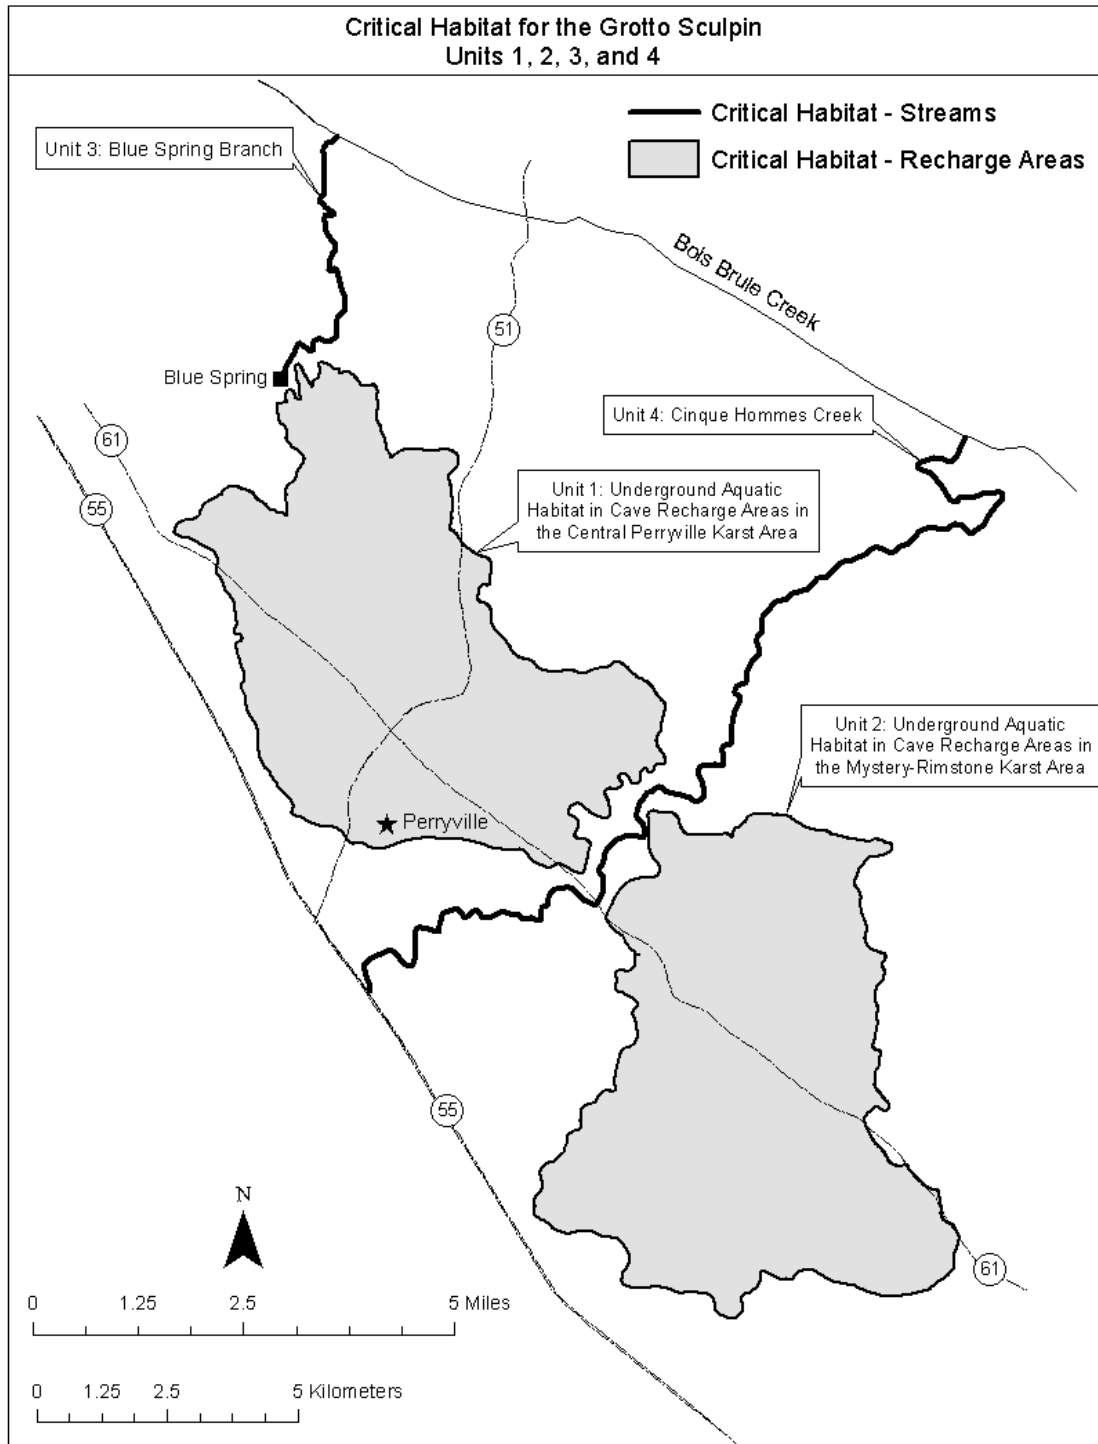 Critical Habitat for the Grotto Sculpin
Units 1, 2, 3, and 4
Critical Habitat - Streams
Critical Habitat - Recharge Areas
Unit 3: Blue Spring Branch
Bois Brule Creek
51
Blue Spring
Unit 4: Cinque Hommes Creek
61
55
Unit 1: Underground Aquatic
Habitat in Cave Recharge Areas in
the Central Perryville Karst Area
Unit 2: Underground Aquatic
Habitat in Cave Recharge Areas in
the Mystery-Rimstone Karst Area
Perryville
55
N
61
0 1.25 2.5 5 Miles
0 1.25 2.5 5 Kilometers